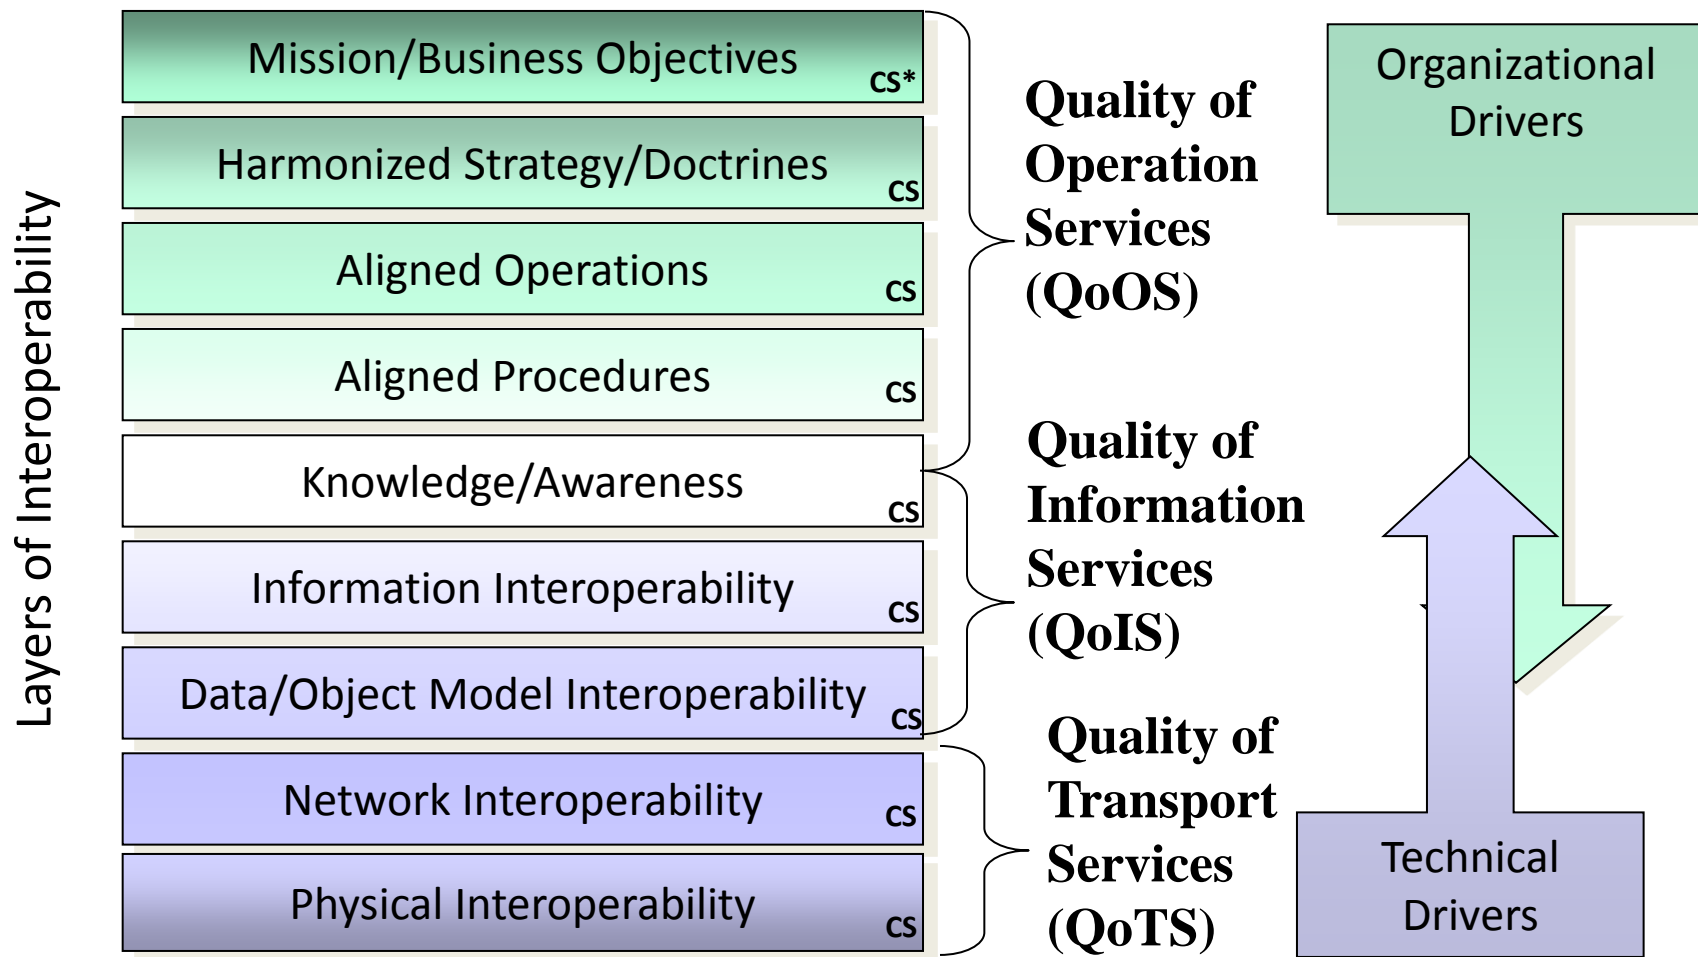 Layers of Interoperability
Mission/Business Objectives
CS*
Harmonized Strategy/Doctrines
CS
Aligned Operations
CS
Aligned Procedures
CS
Knowledge/Awareness
CS
Information Interoperability
CS
Data/Object Model Interoperability
CS
Network Interoperability
CS
Physical Interoperability
CS
Quality of
Operation
Services
(QoOS)
Quality of
Information
Services
(QoIS)
Quality of
Transport
Services
(QoTS)
Organizational
Drivers
Technical
Drivers